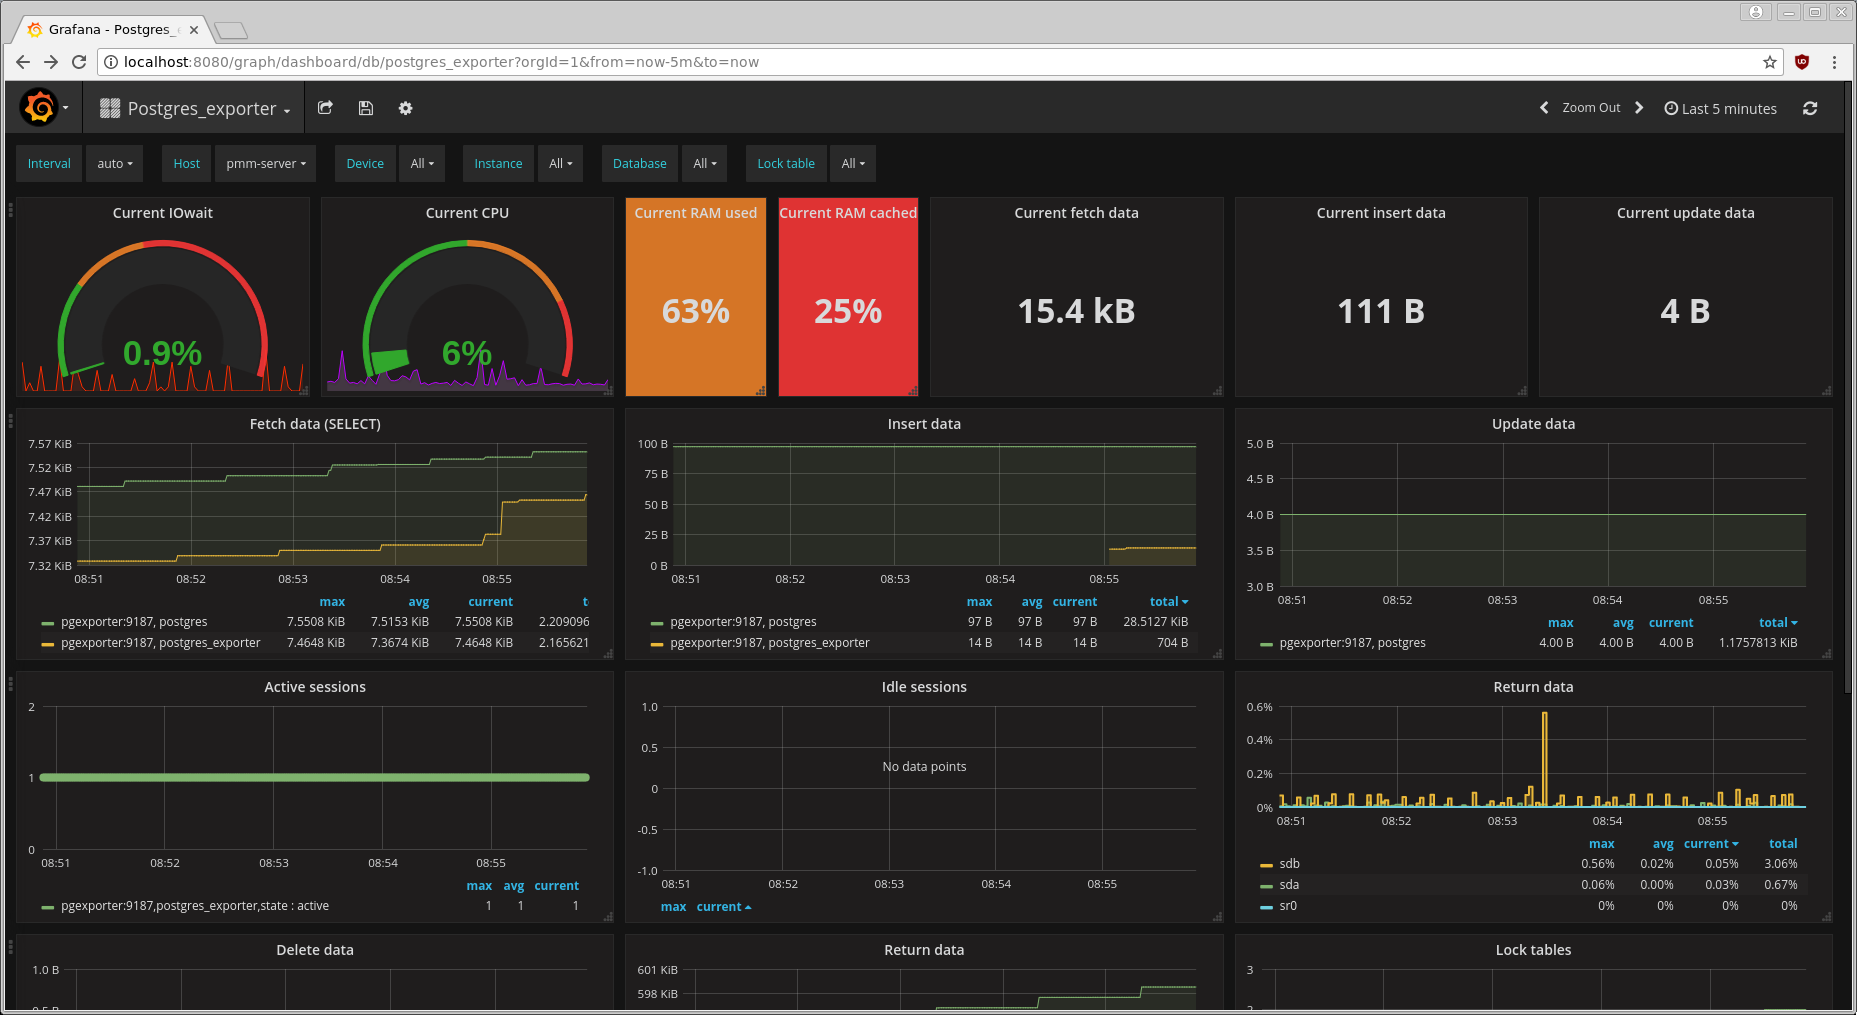 Grafana - Postgres_
localhost:8080/graph/dashboard/db/postgres_exporter?orgId=1&from=now-5m&to=now
Postgres_exporter
Zoom Out
Last 5 minutes
Interval auto Host pmm-server Device All Instance All Database All Lock table All
Current IOwait
0.9%
Current CPU
6%
Current RAM used
63%
Current RAM cached
25%
Current fetch data
15.4 kB
Current insert data
111 B
Current update data
4 B
Fetch data (SELECT)
7.57 KiB
7.52 KiB
7.47 KiB
7.42 KiB
7.37 KiB
7.32 KiB
08:51 08:52 08:53 08:54 08:55
max avg current t
pgexporter:9187, postgres 7.5508 KiB 7.5153 KiB 7.5508 KiB 2.209096
pgexporter:9187, postgres_exporter 7.4648 KiB 7.3674 KiB 7.4648 KiB 2.165621
Insert data
100 B
75 B
50 B
25 B
0 B
08:51 08:52 08:53 08:54 08:55
max avg current total
pgexporter:9187, postgres 97 B 97 B 97 B 28.5127 KiB
pgexporter:9187, postgres_exporter 14 B 14 B 14 B 704 B
Update data
5.0 B
4.5 B
4.0 B
3.5 B
3.0 B
08:51 08:52 08:53 08:54 08:55
max avg current total
pgexporter:9187, postgres 4.00 B 4.00 B 4.00 B 1.1757813 KiB
Active sessions
2
1
0
08:51 08:52 08:53 08:54 08:55
max avg current
pgexporter:9187,postgres_exporter,state : active 1 1 1
Idle sessions
1.0
0.5
No data points
0
-0.5
-1.0
08:51 08:52 08:53 08:54 08:55
max current
Return data
0.6%
0.4%
0.2%
0%
08:51 08:52 08:53 08:54 08:55
max avg current total
sdb 0.56% 0.02% 0.05% 3.06%
sda 0.06% 0.00% 0.03% 0.67%
sr0 0% 0% 0% 0%
Delete data
1.0 B
Return data
601 KiB
598 KiB
Lock tables
3